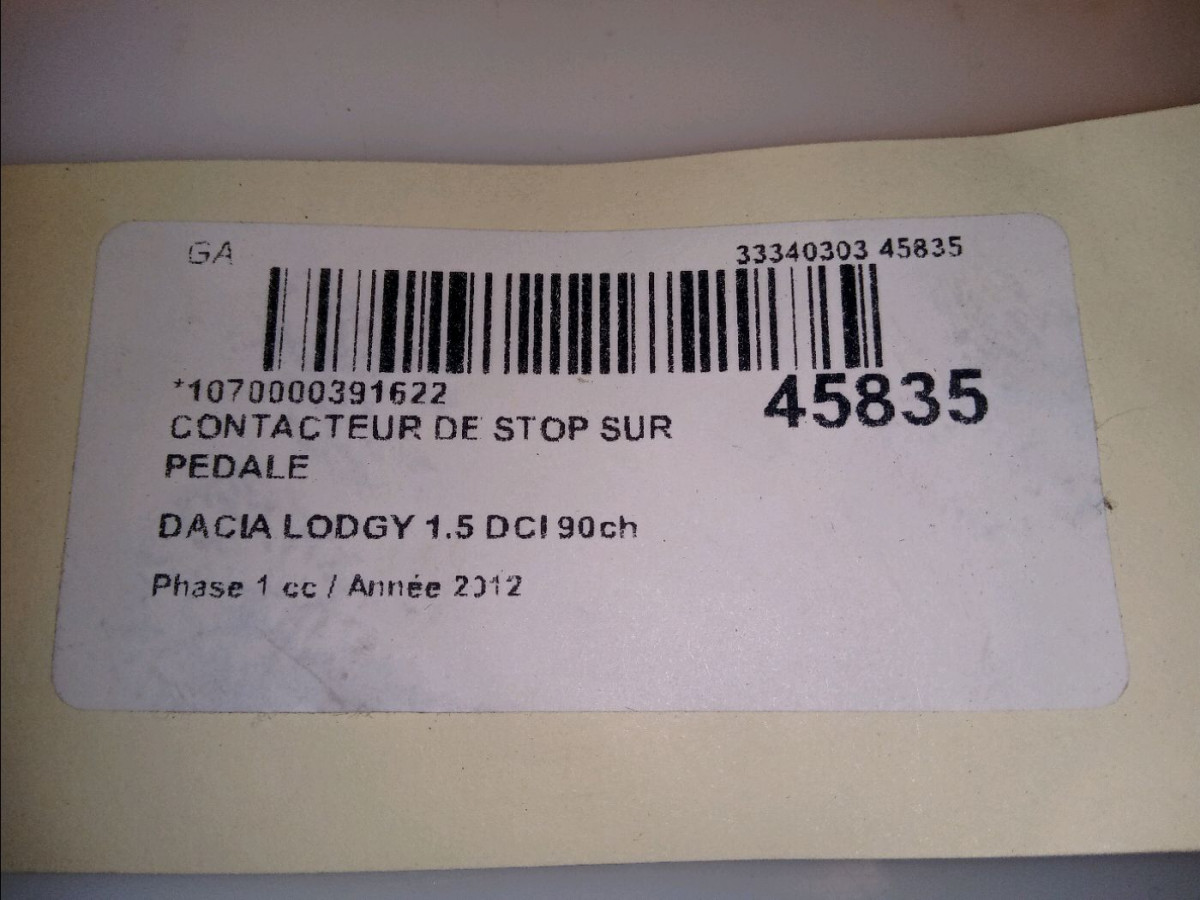 GA
33340303 45835
*1070000391622
45835
CONTACTEUR DE STOP SUR
PEDALE
DACIA LODGY 1.5 DCI 90ch
Phase 1 cc / Année 2012